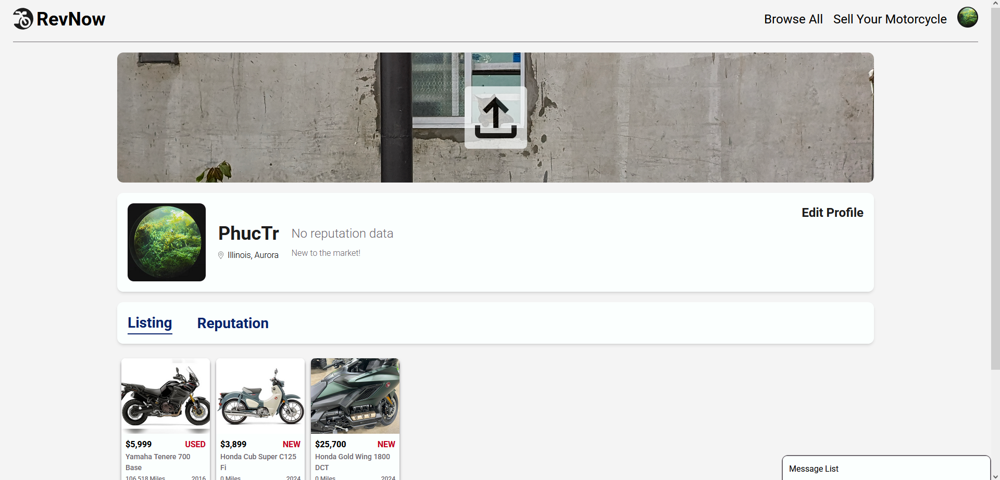 RevNow
Browse All
Sell Your Motorcycle
Edit Profile
PhucTr
No reputation data
Illinois, Aurora
New to the market!
Listing
Reputation
$5,999
USED
Yamaha Tenere 700
Base
106,518 Miles
2016
$3,899
NEW
Honda Cub Super C125
Fi
0 Miles
2024
$25,700
NEW
Honda Gold Wing 1800
DCT
0 Miles
2024
Message List